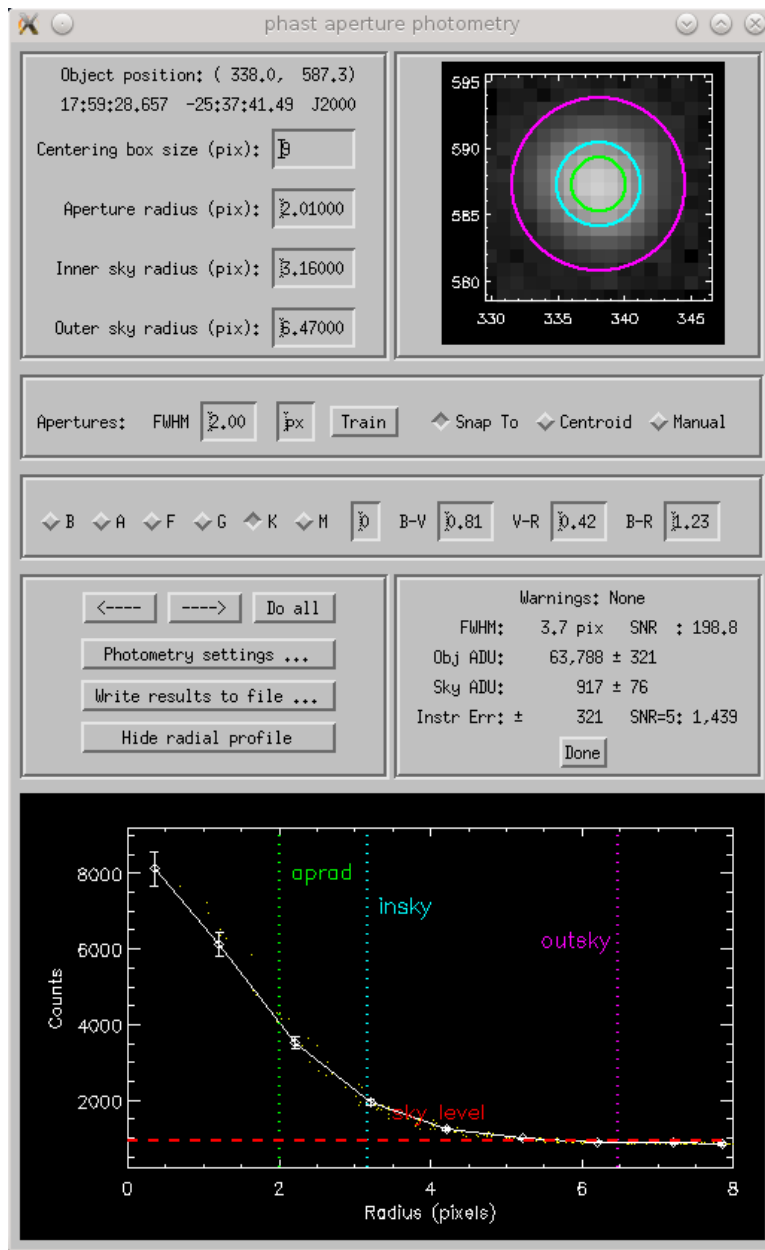 phast aperture photometry
Object position: ( 338.0, 587.3)
17:59:28.657 -25:37:41.49 J2000
Centering box size (pix): 9
Aperture radius (pix): 2.01000
Inner sky radius (pix): 3.16000
Outer sky radius (pix): 6.47000
595
590
585
580
330 335 340 345
Apertures: FWHM 2.00 px Train Snap To Centroid Manual
B A F G K M 0 B-V 0.81 V-R 0.42 B-R 1.23
<---- ----> Do all
Photometry settings ...
Write results to file ...
Hide radial profile
Warnings: None
FWHM: 3.7 pix SNR : 198.8
Obj ADU: 63,788 ± 321
Sky ADU: 917 ± 76
Instr Err: ± 321 SNR=5: 1,439
Done
8000
6000
4000
2000
Counts
aprad
insky
outsky
sky level
0 2 4 6 8
Radius (pixels)